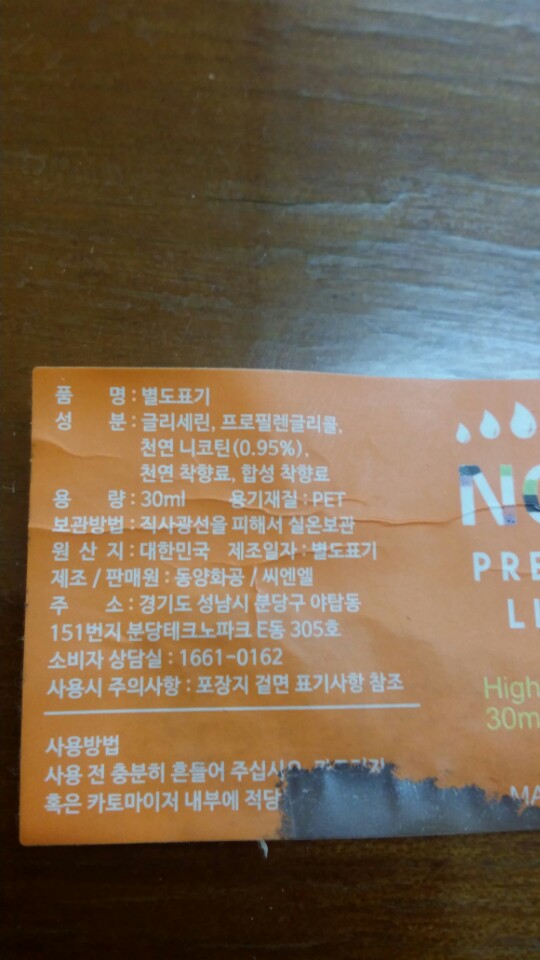 품 명 : 별도표기
성 분 : 글리세린, 프로필렌글리콜,
천연 니코틴(0.95%),
천연 착향료, 합성 착향료
용 량 : 30ml 용기재질 : PET
보관방법 : 직사광선을 피해서 실온보관
원 산 지 : 대한민국 제조일자 : 별도표기
제조 / 판매원 : 동양화공 / 씨엔엘
주 소 : 경기도 성남시 분당구 야탑동
151번지 분당테크노파크 E동 305호
소비자 상담실 : 1661-0162
사용시 주의사항 : 포장지 겉면 표기사항 참조
사용방법
사용 전 충분히 흔들어 주십시오.
혹은 카토마이저 내부에 적당
PRE
LI
High
30m
MA